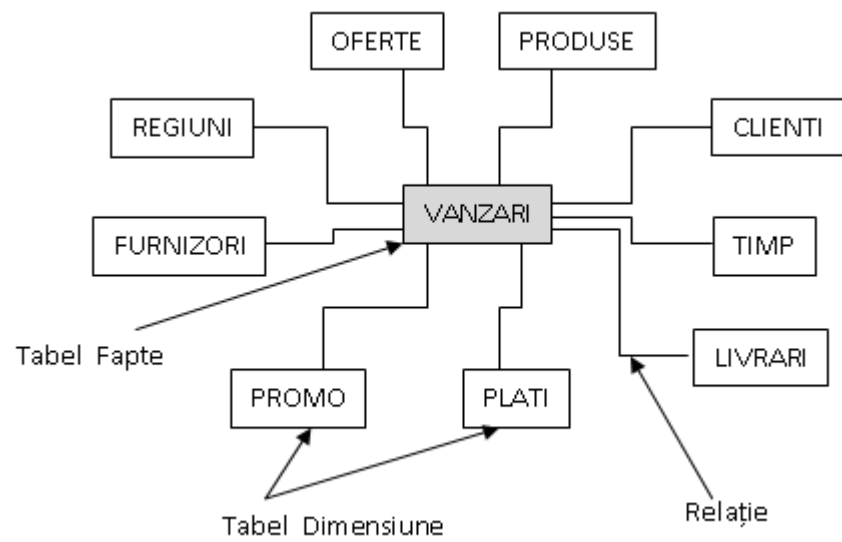 OFERTE
PRODUSE
REGIUNI
CLIENTI
VANZARI
FURNIZORI
TIMP
Tabel Fapte
LIVRARI
PROMO
PLATI
Tabel Dimensiune
Relație